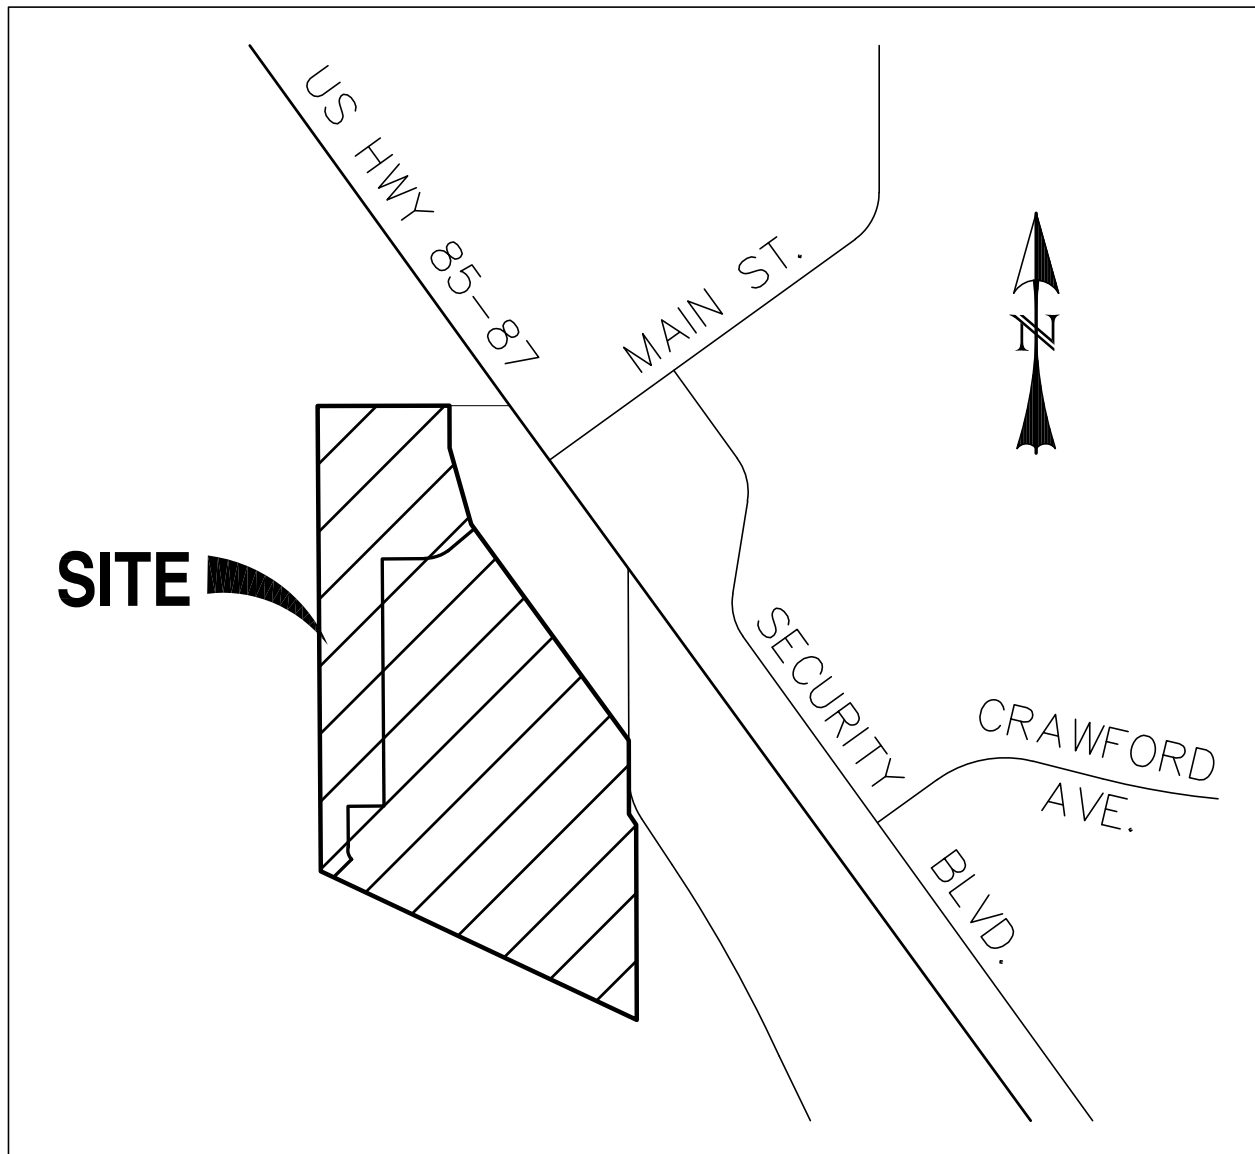 US HWY 85-87
MAIN ST.
N
SITE
SECURITY BLVD.
CRAWFORD
AVE.